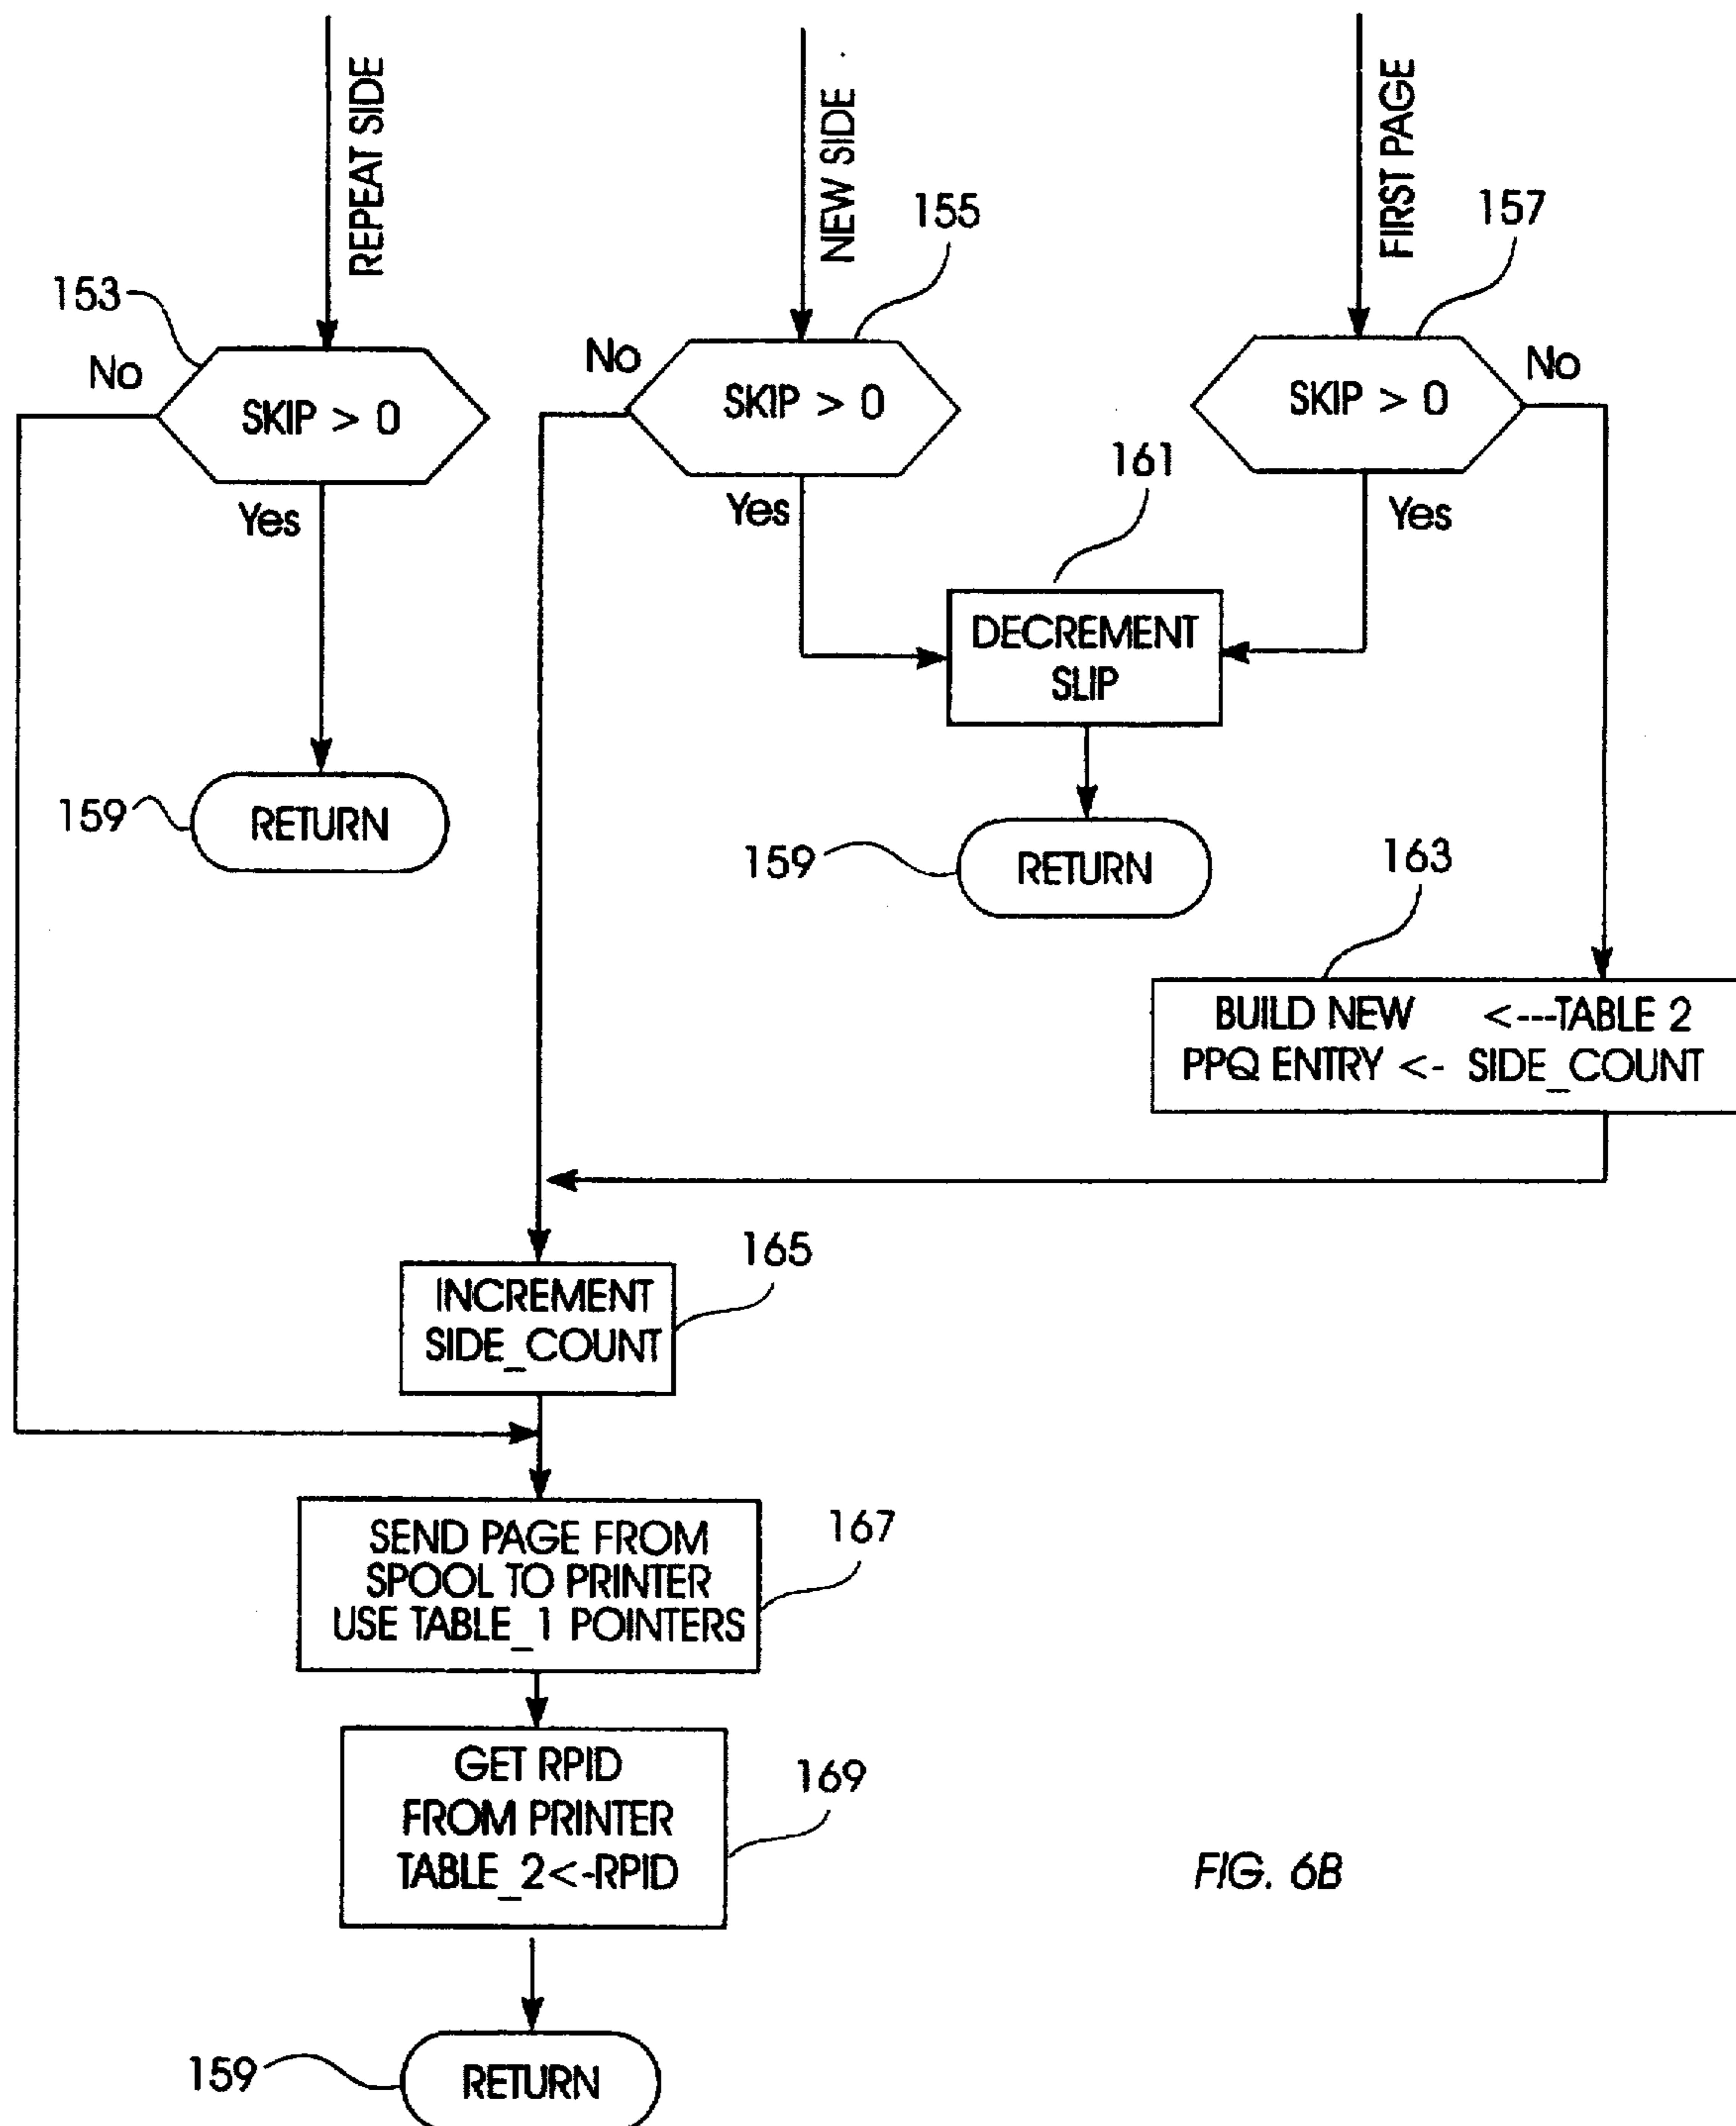 REPEAT SIDE
NEW SIDE
FIRST PAGE
153
155
157
No
SKIP > 0
Yes
No
SKIP > 0
Yes
SKIP > 0
No
Yes
161
DECREMENT
SLIP
159
RETURN
159
RETURN
163
BUILD NEW <---TABLE 2
PPQ ENTRY <- SIDE_COUNT
165
INCREMENT
SIDE_COUNT
167
SEND PAGE FROM
SPOOL TO PRINTER
USE TABLE_1 POINTERS
169
GET RPID
FROM PRINTER
TABLE_2<-RPID
FIG. 6B
159
RETURN